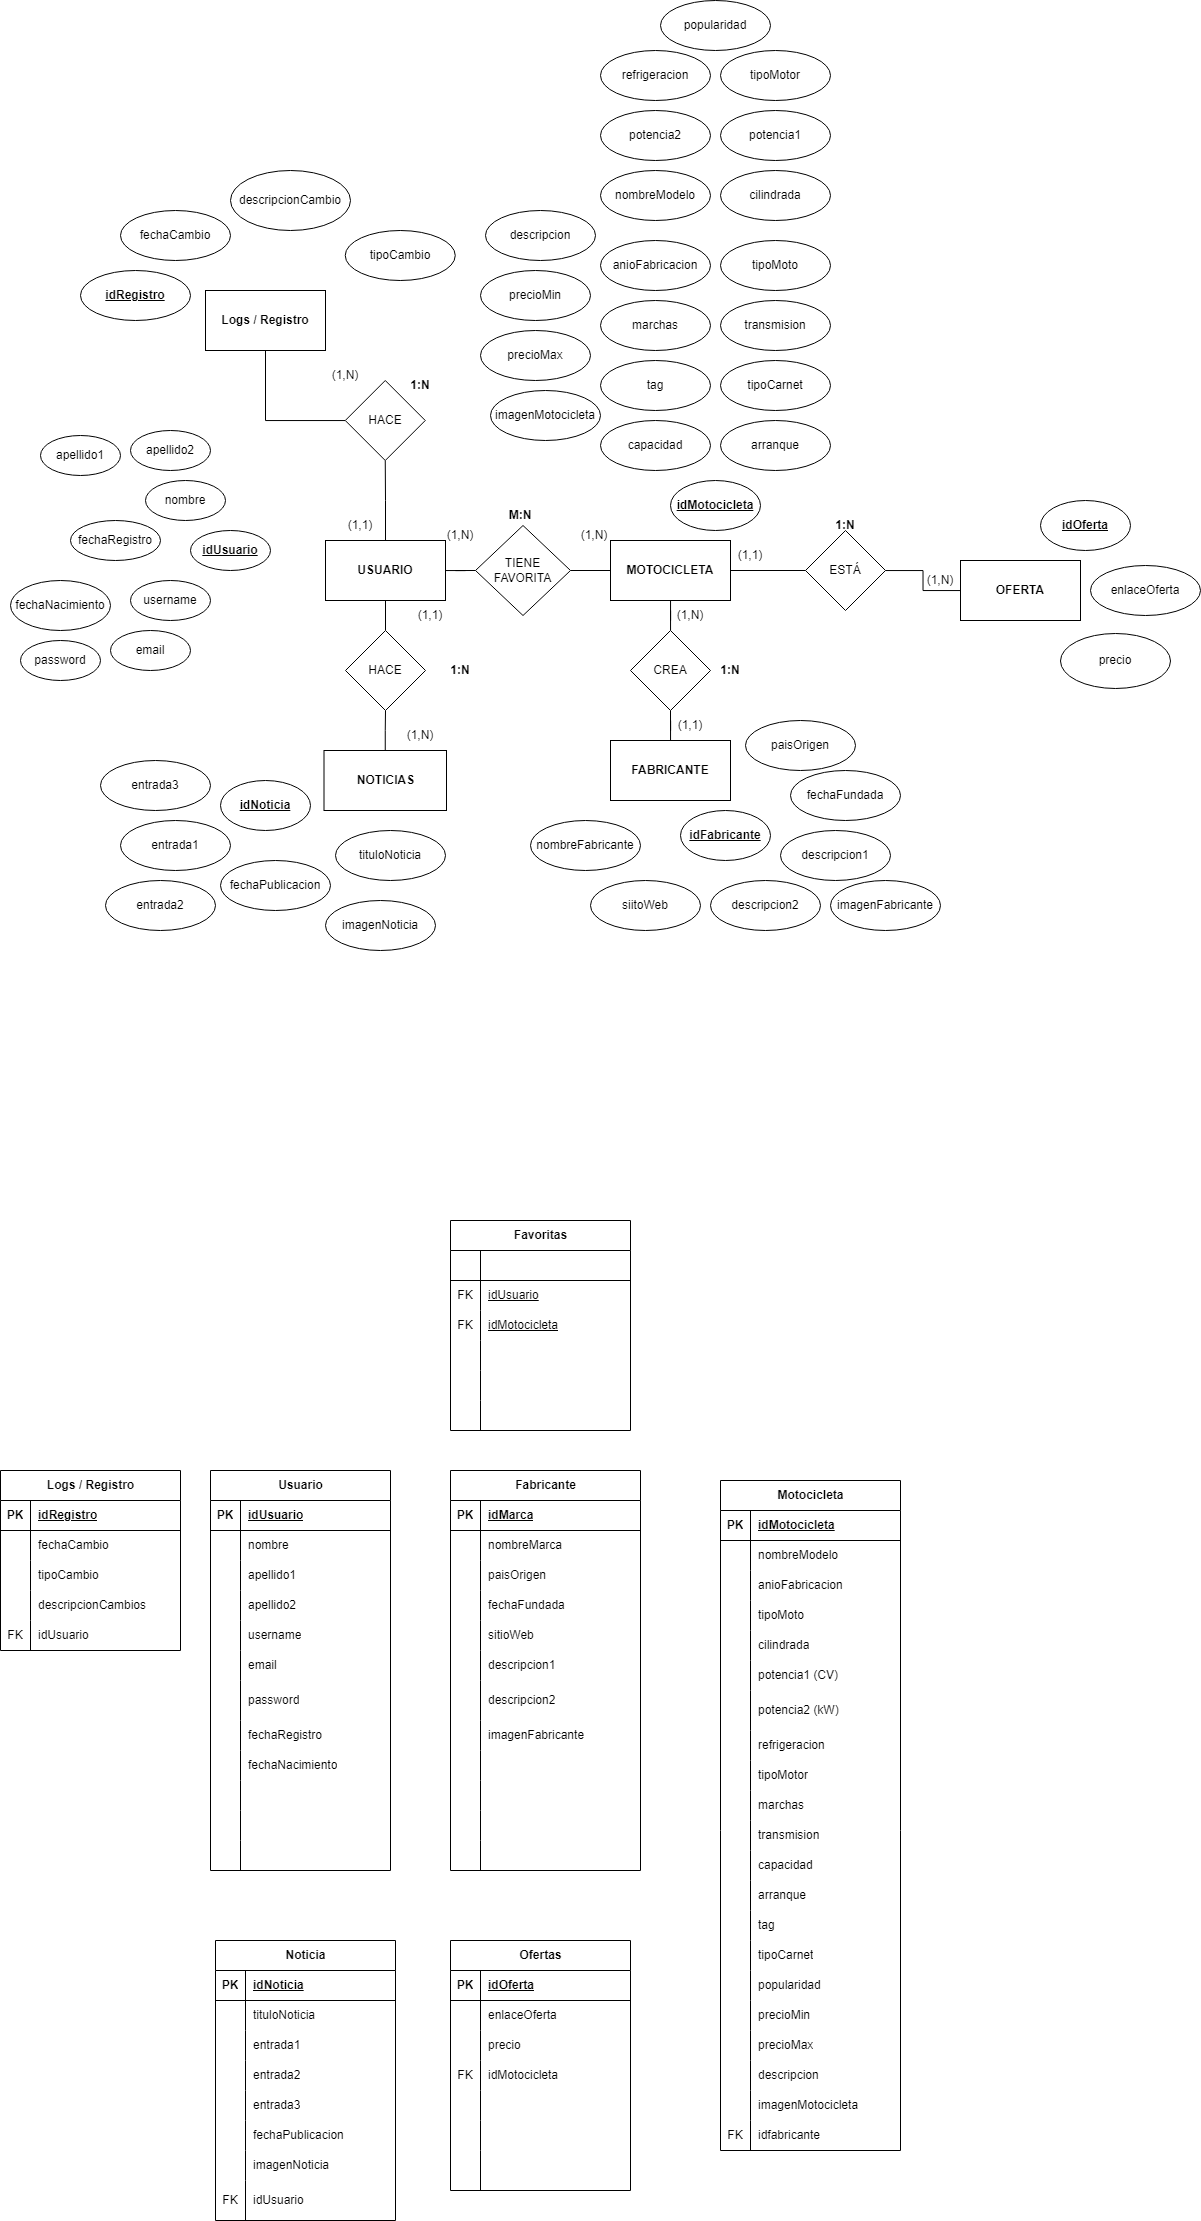 popularidad
refrigeracion
tipoMotor
potencia2
potencia1
nombreModelo
cilindrada
descripcionCambio
fechaCambio
tipoCambio
idRegistro
Logs / Registro
descripcion
anioFabricacion
tipoMoto
precioMin
marchas
transmision
precioMax
tag
tipoCarnet
imagenMotocicleta
capacidad
arranque
(1,N)
1:N
HACE
(1,1)
apellido1
apellido2
nombre
fechaRegistro
idUsuario
fechaNacimiento
username
password
email
USUARIO
(1,N)
M:N
TIENE
FAVORITA
(1,N)
idMotocicleta
MOTOCICLETA
(1,1)
1:N
ESTÁ
(1,N)
idOferta
OFERTA
enlaceOferta
precio
(1,1)
HACE
1:N
(1,N)
(1,N)
CREA
1:N
(1,1)
NOTICIAS
entrada3
idNoticia
entrada1
tituloNoticia
fechaPublicacion
entrada2
imagenNoticia
FABRICANTE
paisOrigen
fechaFundada
idFabricante
nombreFabricante
descripcion1
siitoWeb
descripcion2
imagenFabricante
Favoritas
FK idUsuario
FK idMotocicleta
Logs / Registro
PK idRegistro
fechaCambio
tipoCambio
descripcionCambios
FK idUsuario
Usuario
PK idUsuario
nombre
apellido1
apellido2
username
email
password
fechaRegistro
fechaNacimiento
Fabricante
PK idMarca
nombreMarca
paisOrigen
fechaFundada
sitioWeb
descripcion1
descripcion2
imagenFabricante
Motocicleta
PK idMotocicleta
nombreModelo
anioFabricacion
tipoMoto
cilindrada
potencia1 (CV)
potencia2 (kW)
refrigeracion
tipoMotor
marchas
transmision
capacidad
arranque
tag
tipoCarnet
popularidad
precioMin
precioMax
descripcion
imagenMotocicleta
FK idfabricante
Noticia
PK idNoticia
tituloNoticia
entrada1
entrada2
entrada3
fechaPublicacion
imagenNoticia
FK idUsuario
Ofertas
PK idOferta
enlaceOferta
precio
FK idMotocicleta